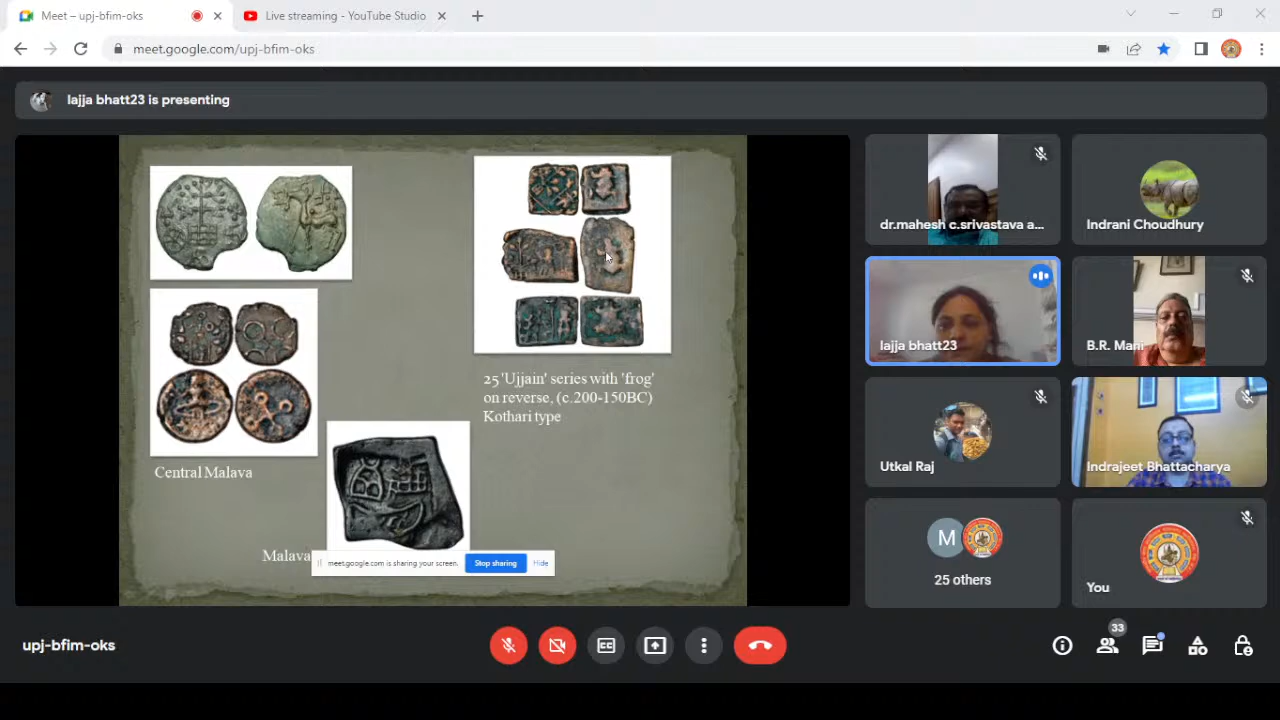 Meet – upj-bfim-oks
Live streaming - YouTube Studio
meet.google.com/upj-bfim-oks
lajja bhatt23 is presenting
25 'Ujjain' series with 'frog'
on reverse, (c.200-150BC)
Kothari type
Central Malava
Malava
meet.google.com is sharing your screen.
Stop sharing
Hide
dr.mahesh c.srivastava a...
Indrani Choudhury
lajja bhatt23
B.R. Mani
Utkal Raj
Indrajeet Bhattacharya
M
25 others
You
upj-bfim-oks
CC
33